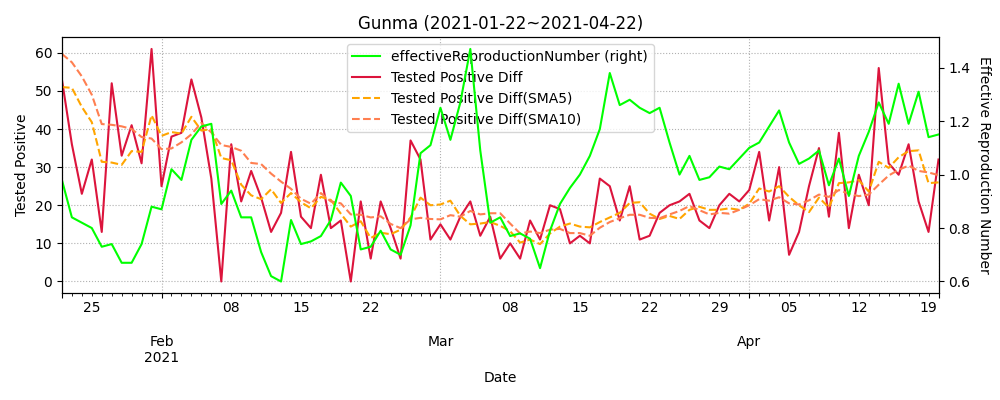 Gunma (2021-01-22~2021-04-22)
effectiveReproductionNumber (right)
Tested Positive Diff
Tested Positive Diff(SMA5)
Tested Positive Diff(SMA10)
Tested Positive
Effective Reproduction Number
60
50
40
30
20
10
0
1.4
1.2
1.0
0.8
0.6
25 08 15 22 08 15 22 29 05 12 19
Feb Mar Apr
2021
Date